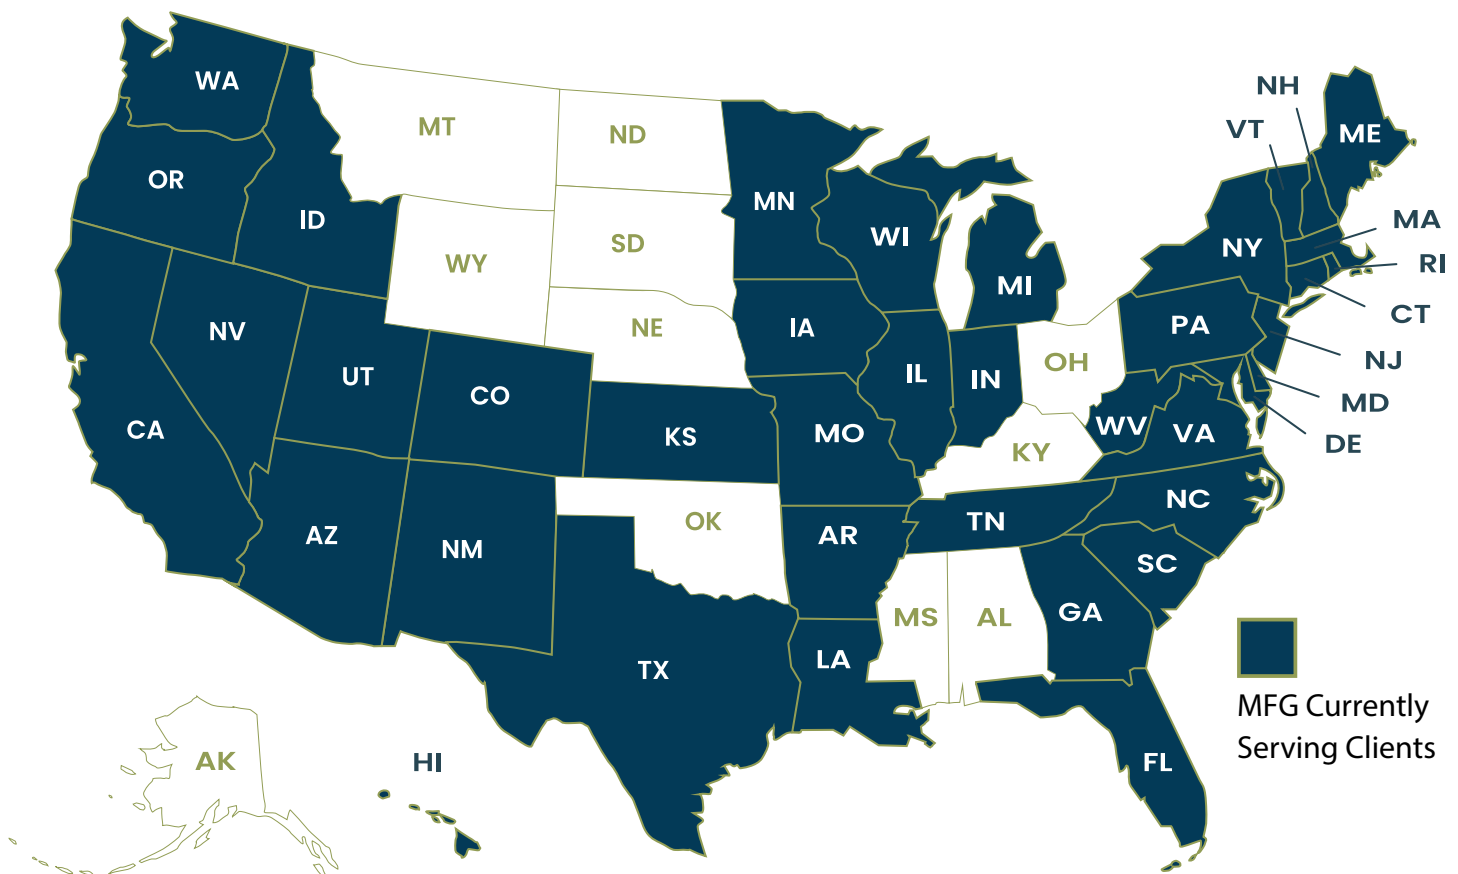 WA
MT
ND
OR
ID
WY
SD
MN
WI
MI
NH
VT
ME
NY
MA
RI
CT
NJ
MD
DE
NV
UT
CO
NE
IA
IL
IN
OH
PA
CA
KS
MO
KY
WV
VA
AZ
NM
OK
AR
TN
NC
SC
TX
LA
MS
AL
GA
FL
AK
HI
MFG Currently
Serving Clients